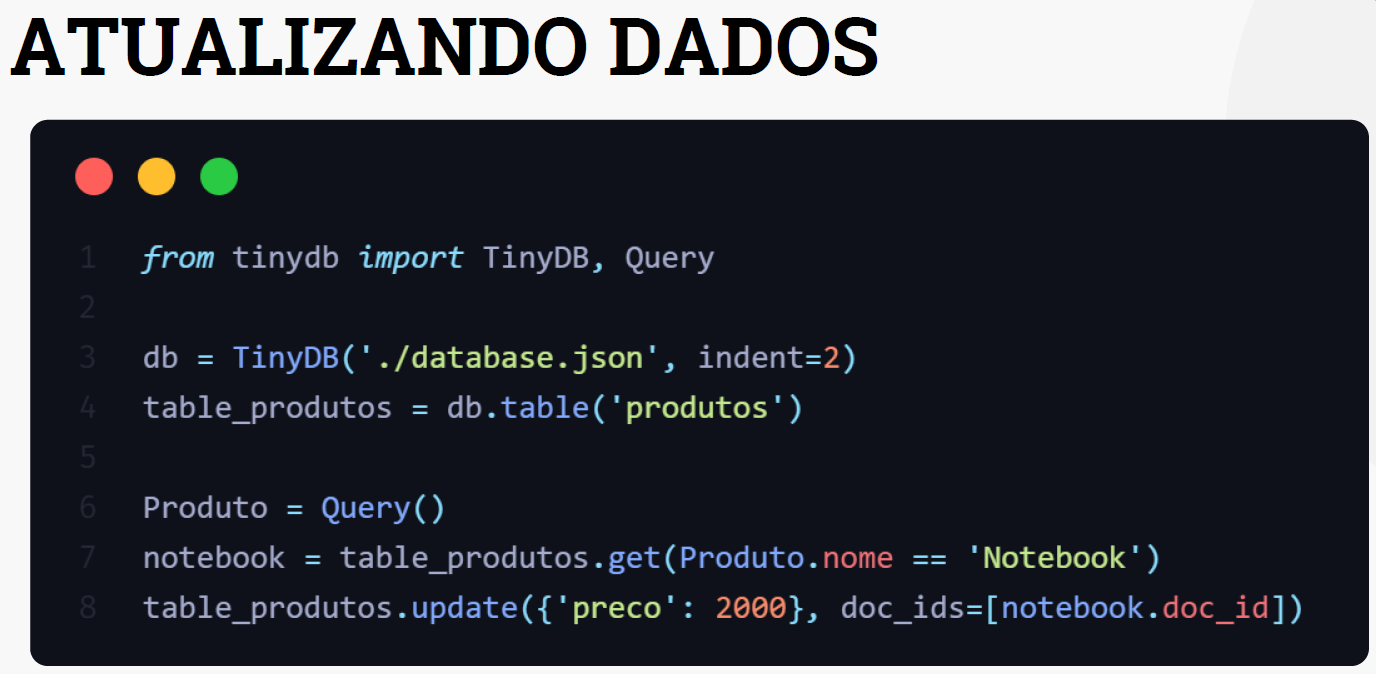 ATUALIZANDO DADOS
1 from tinydb import TinyDB, Query
2
3 db = TinyDB('./database.json', indent=2)
4 table_produtos = db.table('produtos')
5
6 Produto = Query()
7 notebook = table_produtos.get(Produto.nome == 'Notebook')
8 table_produtos.update({'preco': 2000}, doc_ids=[notebook.doc_id])